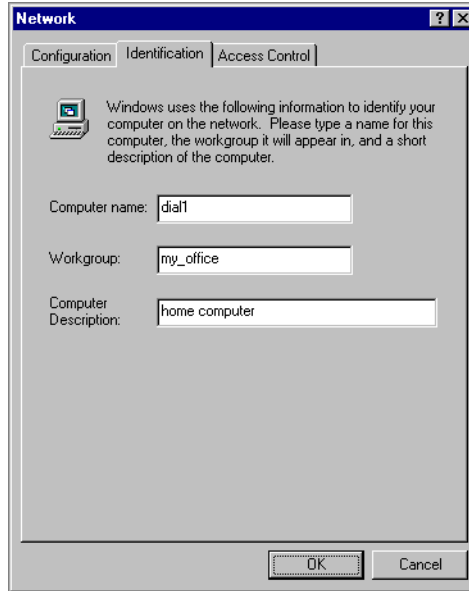 Network
Configuration Identification Access Control
Windows uses the following information to identify your
computer on the network. Please type a name for this
computer, the workgroup it will appear in, and a short
description of the computer.
Computer name: dial1
Workgroup: my_office
Computer
Description: home computer
OK Cancel